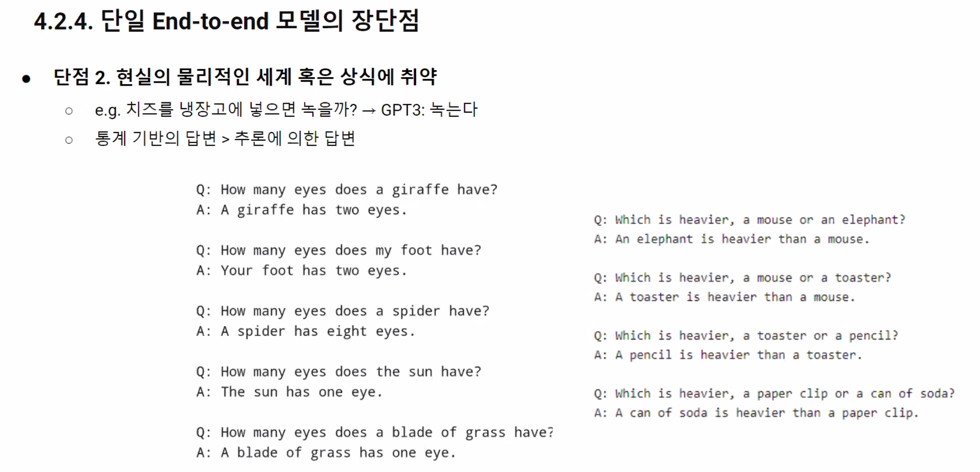 4.2.4. 단일 End-to-end 모델의 장단점
● 단점 2. 현실의 물리적인 세계 혹은 상식에 취약
○ e.g. 치즈를 냉장고에 넣으면 녹을까? → GPT3: 녹는다
○ 통계 기반의 답변 > 추론에 의한 답변
Q: How many eyes does a giraffe have?
A: A giraffe has two eyes.
Q: How many eyes does my foot have?
A: Your foot has two eyes.
Q: How many eyes does a spider have?
A: A spider has eight eyes.
Q: How many eyes does the sun have?
A: The sun has one eye.
Q: How many eyes does a blade of grass have?
A: A blade of grass has one eye.
Q: Which is heavier, a mouse or an elephant?
A: An elephant is heavier than a mouse.
Q: Which is heavier, a mouse or a toaster?
A: A toaster is heavier than a mouse.
Q: Which is heavier, a toaster or a pencil?
A: A pencil is heavier than a toaster.
Q: Which is heavier, a paper clip or a can of soda?
A: A can of soda is heavier than a paper clip.